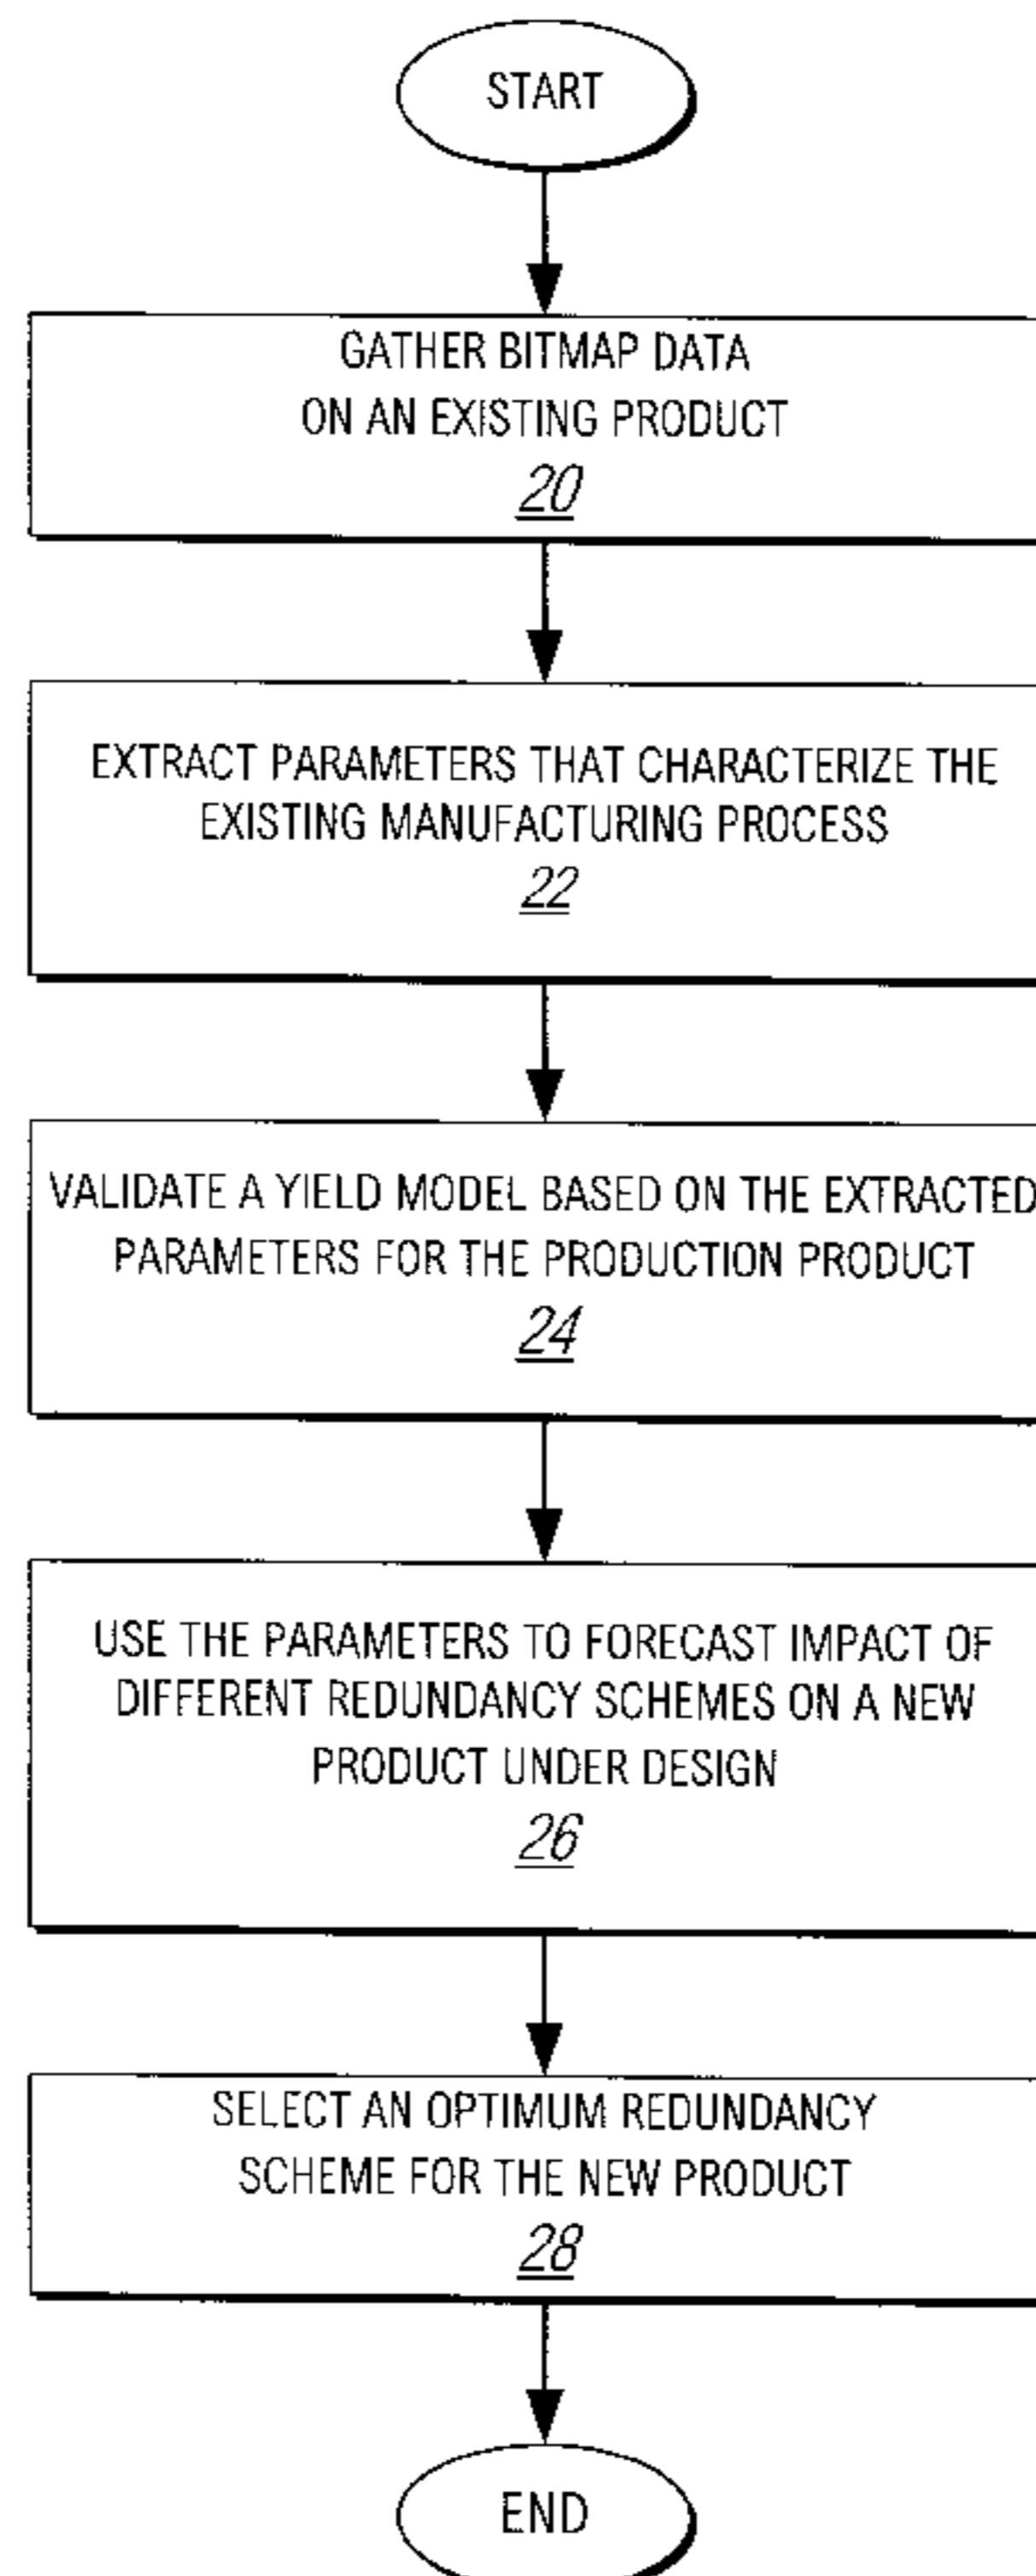 START
GATHER BITMAP DATA
ON AN EXISTING PRODUCT
20
EXTRACT PARAMETERS THAT CHARACTERIZE THE
EXISTING MANUFACTURING PROCESS
22
VALIDATE A YIELD MODEL BASED ON THE EXTRACTED
PARAMETERS FOR THE PRODUCTION PRODUCT
24
USE THE PARAMETERS TO FORECAST IMPACT OF
DIFFERENT REDUNDANCY SCHEMES ON A NEW
PRODUCT UNDER DESIGN
26
SELECT AN OPTIMUM REDUNDANCY
SCHEME FOR THE NEW PRODUCT
28
END